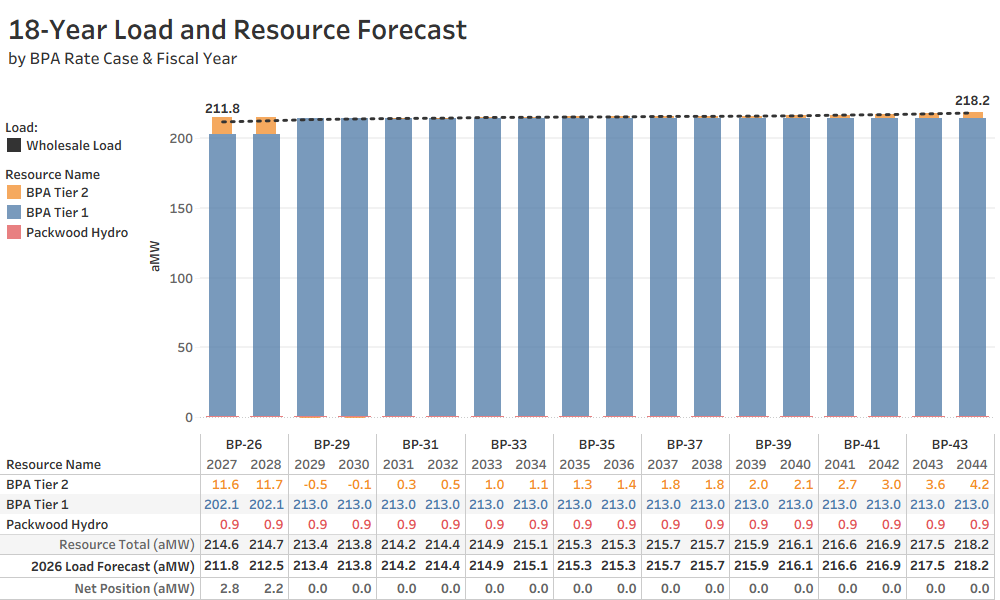 18-Year Load and Resource Forecast
by BPA Rate Case & Fiscal Year
211.8
218.2
Load:
Wholesale Load
Resource Name
BPA Tier 2
BPA Tier 1
Packwood Hydro
aMW
200
150
100
50
0
BP-26 BP-29 BP-31 BP-33 BP-35 BP-37 BP-39 BP-41 BP-43
Resource Name 2027 2028 2029 2030 2031 2032 2033 2034 2035 2036 2037 2038 2039 2040 2041 2042 2043 2044
BPA Tier 2 11.6 11.7 -0.5 -0.1 0.3 0.5 1.0 1.1 1.3 1.4 1.8 1.8 2.0 2.1 2.7 3.0 3.6 4.2
BPA Tier 1 202.1 202.1 213.0 213.0 213.0 213.0 213.0 213.0 213.0 213.0 213.0 213.0 213.0 213.0 213.0 213.0 213.0 213.0
Packwood Hydro 0.9 0.9 0.9 0.9 0.9 0.9 0.9 0.9 0.9 0.9 0.9 0.9 0.9 0.9 0.9 0.9 0.9 0.9
Resource Total (aMW) 214.6 214.7 213.4 213.8 214.2 214.4 214.9 215.1 215.3 215.3 215.7 215.7 215.9 216.1 216.6 216.9 217.5 218.2
2026 Load Forecast (aMW) 211.8 212.5 213.4 213.8 214.2 214.4 214.9 215.1 215.3 215.3 215.7 215.7 215.9 216.1 216.6 216.9 217.5 218.2
Net Position (aMW) 2.8 2.2 0.0 0.0 0.0 0.0 0.0 0.0 0.0 0.0 0.0 0.0 0.0 0.0 0.0 0.0 0.0 0.0